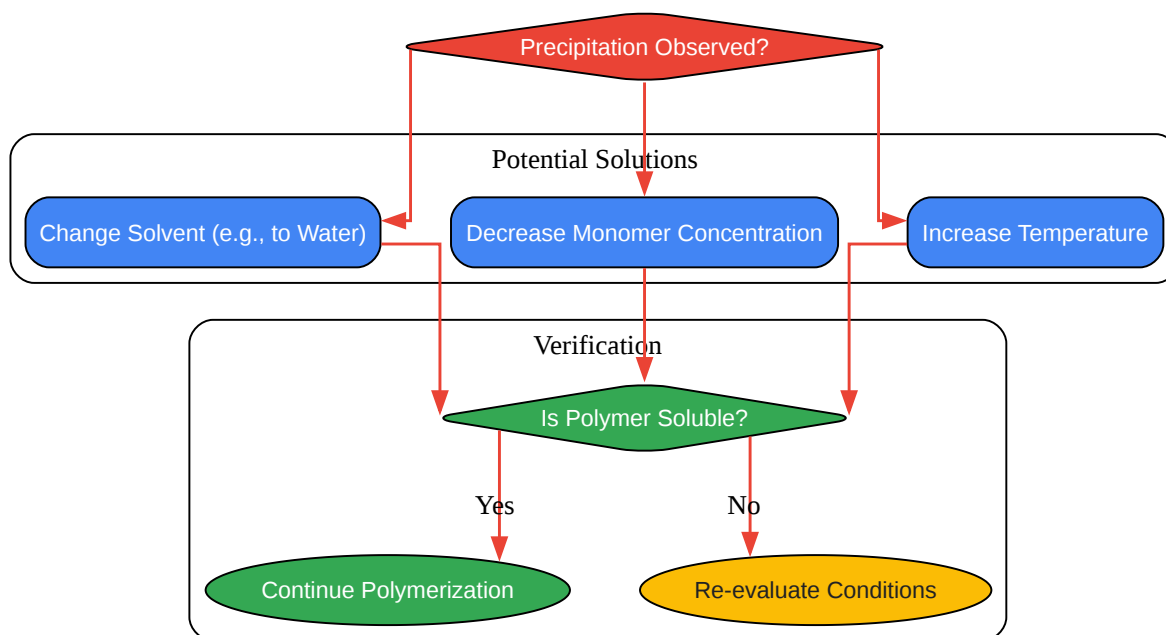 Precipitation Observed?
Potential Solutions
Change Solvent (e.g., to Water)
Decrease Monomer Concentration
Increase Temperature
Verification
Is Polymer Soluble?
Yes
No
Continue Polymerization
Re-evaluate Conditions